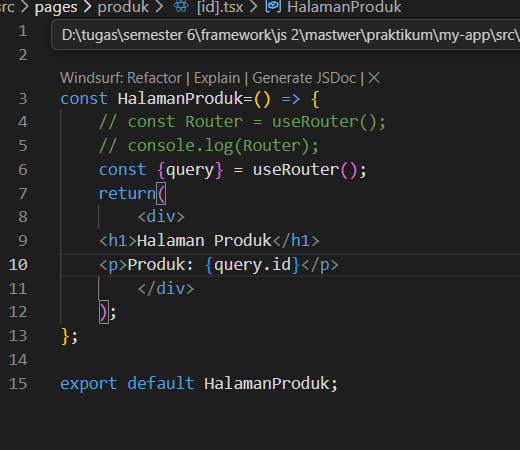 src > pages > produk > [id].tsx > HalamanProduk
1
D:\tugas\semester 6\framework\js 2\mastwer\praktikum\my-app\src\
2
Windsurf: Refactor | Explain | Generate JSDoc | ✕
3 const HalamanProduk=() => {
4 // const Router = useRouter();
5 // console.log(Router);
6 const {query} = useRouter();
7 return(
8 <div>
9 <h1>Halaman Produk</h1>
10 <p>Produk: {query.id}</p>
11 </div>
12 );
13 };
14
15 export default HalamanProduk;